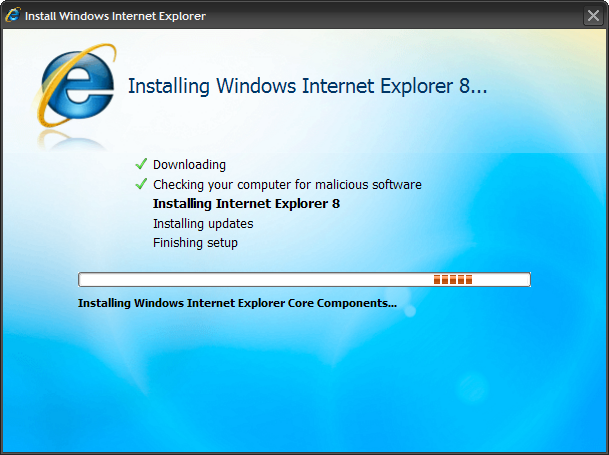 Install Windows Internet Explorer
Installing Windows Internet Explorer 8...
Downloading
Checking your computer for malicious software
Installing Internet Explorer 8
Installing updates
Finishing setup
Installing Windows Internet Explorer Core Components...